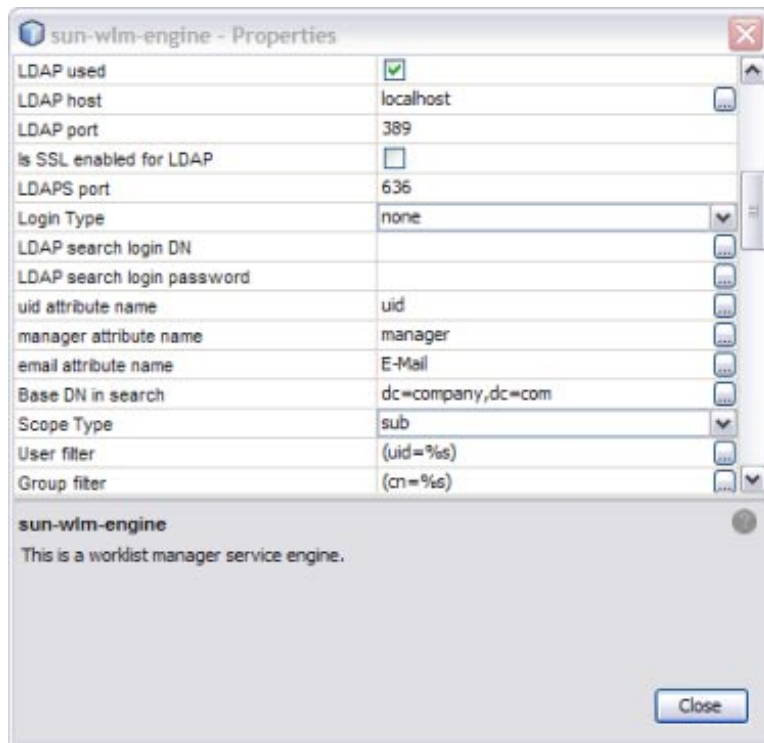 sun-wlm-engine - Properties
LDAP used
LDAP host localhost ...
LDAP port 389
Is SSL enabled for LDAP
LDAPS port 636
Login Type none
LDAP search login DN ...
LDAP search login password ...
uid attribute name uid ...
manager attribute name manager ...
email attribute name E-Mail ...
Base DN in search dc=company,dc=com ...
Scope Type sub
User filter (uid=%s) ...
Group filter (cn=%s) ...
sun-wlm-engine ?
This is a worklist manager service engine.
Close